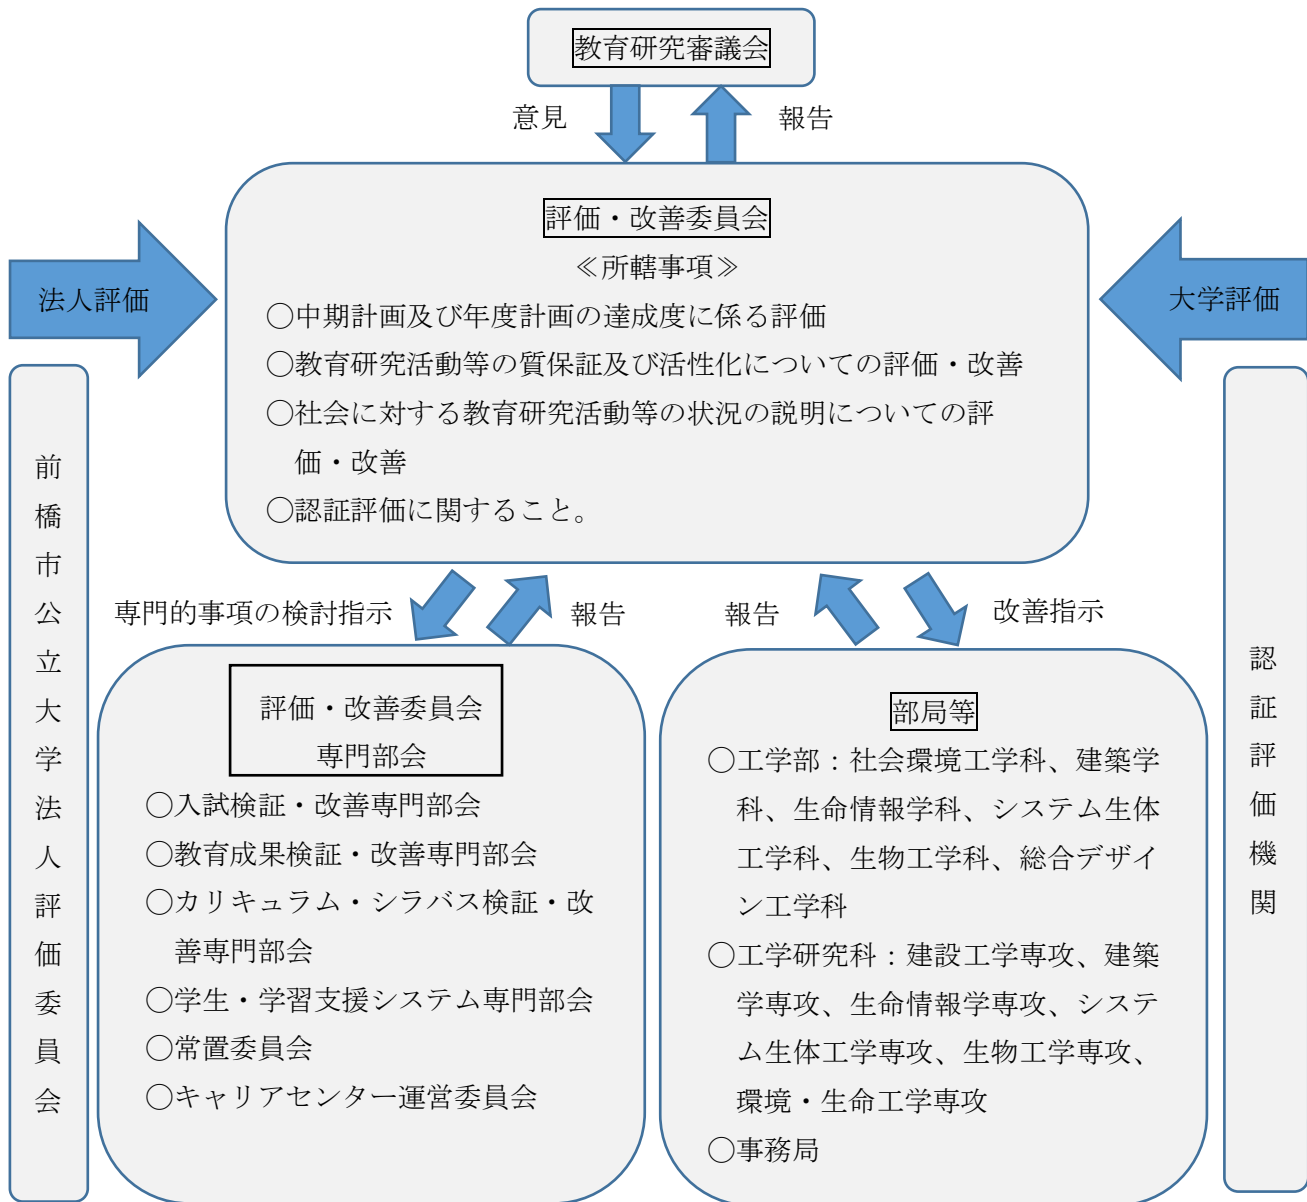 教育研究審議会
意見
報告
評価・改善委員会
≪所轄事項≫
○中期計画及び年度計画の達成度に係る評価
○教育研究活動等の質保証及び活性化についての評価・改善
○社会に対する教育研究活動等の状況の説明についての評
価・改善
○認証評価に関すること。
法人評価
大学評価
前橋市公立大学法人評価委員会
認証評価機関
専門的事項の検討指示
報告
報告
改善指示
評価・改善委員会
専門部会
○入試検証・改善専門部会
○教育成果検証・改善専門部会
○カリキュラム・シラバス検証・改
善専門部会
○学生・学習支援システム専門部会
○常置委員会
○キャリアセンター運営委員会
部局等
○工学部：社会環境工学科、建築学
科、生命情報学科、システム生体
工学科、生物工学科、総合デザイ
ン工学科
○工学研究科：建設工学専攻、建築
学専攻、生命情報学専攻、システ
ム生体工学専攻、生物工学専攻、
環境・生命工学専攻
○事務局